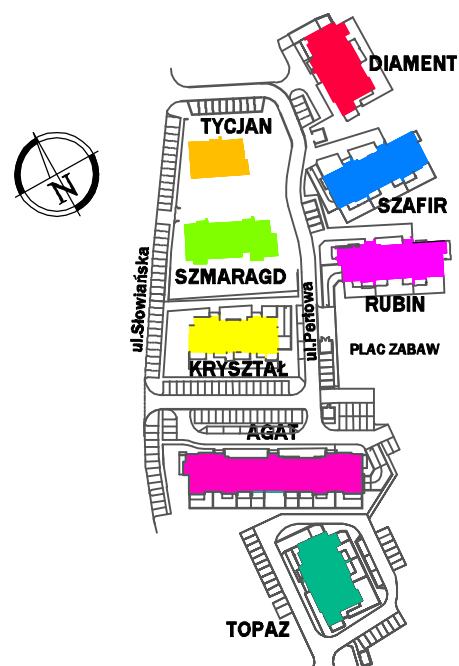 DIAMENT
TYCJAN
N
SZAFIR
SZMARAGD
ul.Słowiańska
ul.Perłowa
RUBIN
PLAC ZABAW
KRYSZTAŁ
AGAT
TOPAZ